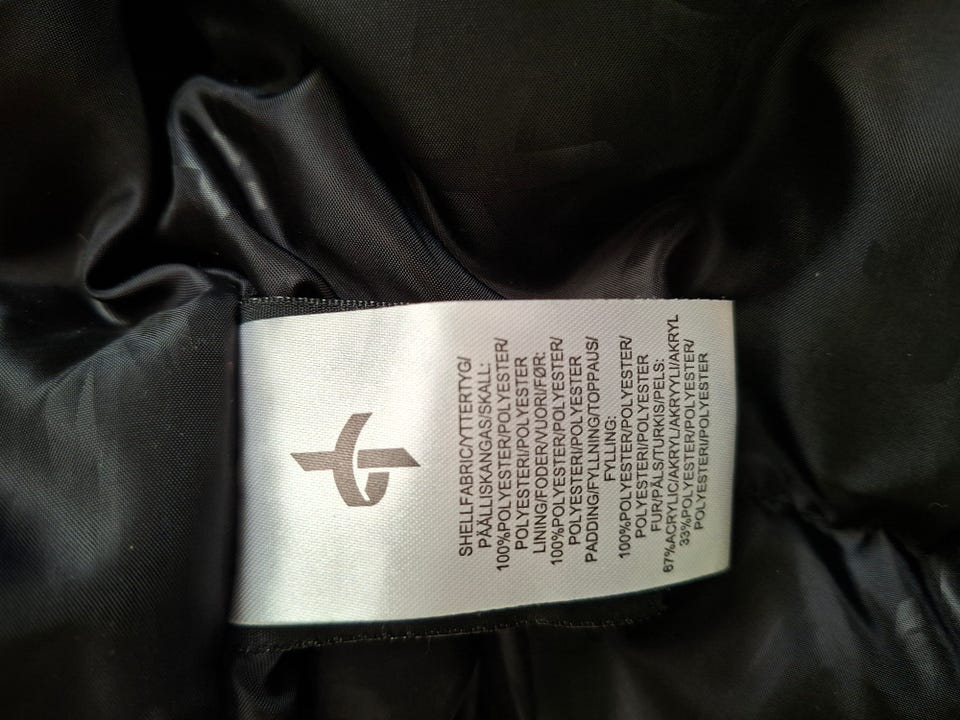 SHELLFABRIC/YTTERTYG/
PÄÄLLISKANGAS/SKALL:
100%POLYESTER/POLYESTER/
POLYESTERI/POLYESTER
LINING/FODER/VUORI/FØR:
100%POLYESTER/POLYESTER/
POLYESTERI/POLYESTER
PADDING/FYLLNING/TOPPAUS/
FYLLING:
100%POLYESTER/POLYESTER/
POLYESTERI/POLYESTER
FUR/PÄLS/TURKIS/PELS:
67%ACRYLIC/AKRYL/AKRYYLI/AKRYL
33%POLYESTER/POLYESTER/
POLYESTERI/POLYESTER